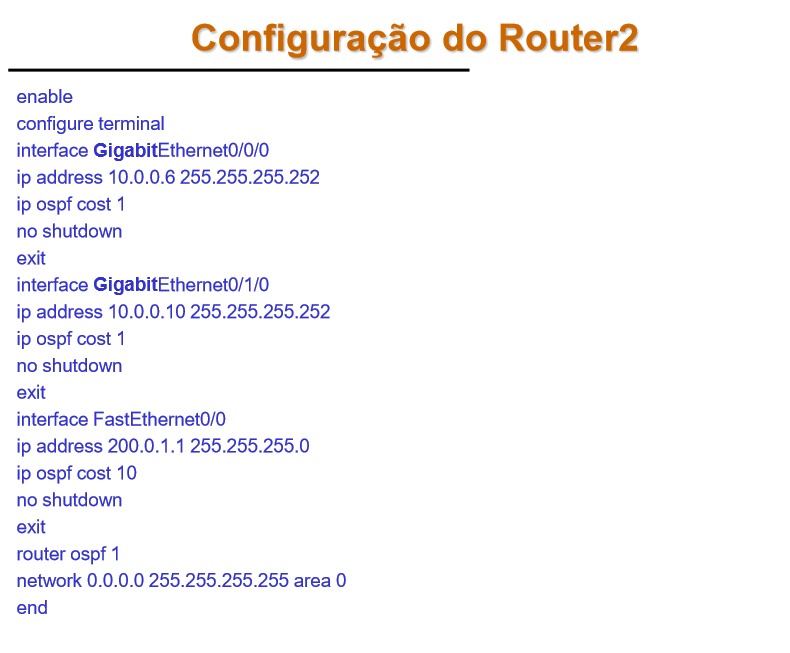 Configuração do Router2
enable
configure terminal
interface GigabitEthernet0/0/0
ip address 10.0.0.6 255.255.255.252
ip ospf cost 1
no shutdown
exit
interface GigabitEthernet0/1/0
ip address 10.0.0.10 255.255.255.252
ip ospf cost 1
no shutdown
exit
interface FastEthernet0/0
ip address 200.0.1.1 255.255.255.0
ip ospf cost 10
no shutdown
exit
router ospf 1
network 0.0.0.0 255.255.255.255 area 0
end